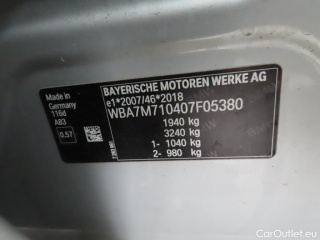 Made in
Germany
116d
A83
0.57
BAYERISCHE MOTOREN WERKE AG
e1*2007/46*2018
WBA7M710407F05380
1940 kg
3240 kg
1- 1040 kg
2- 980 kg
CarOutlet.eu